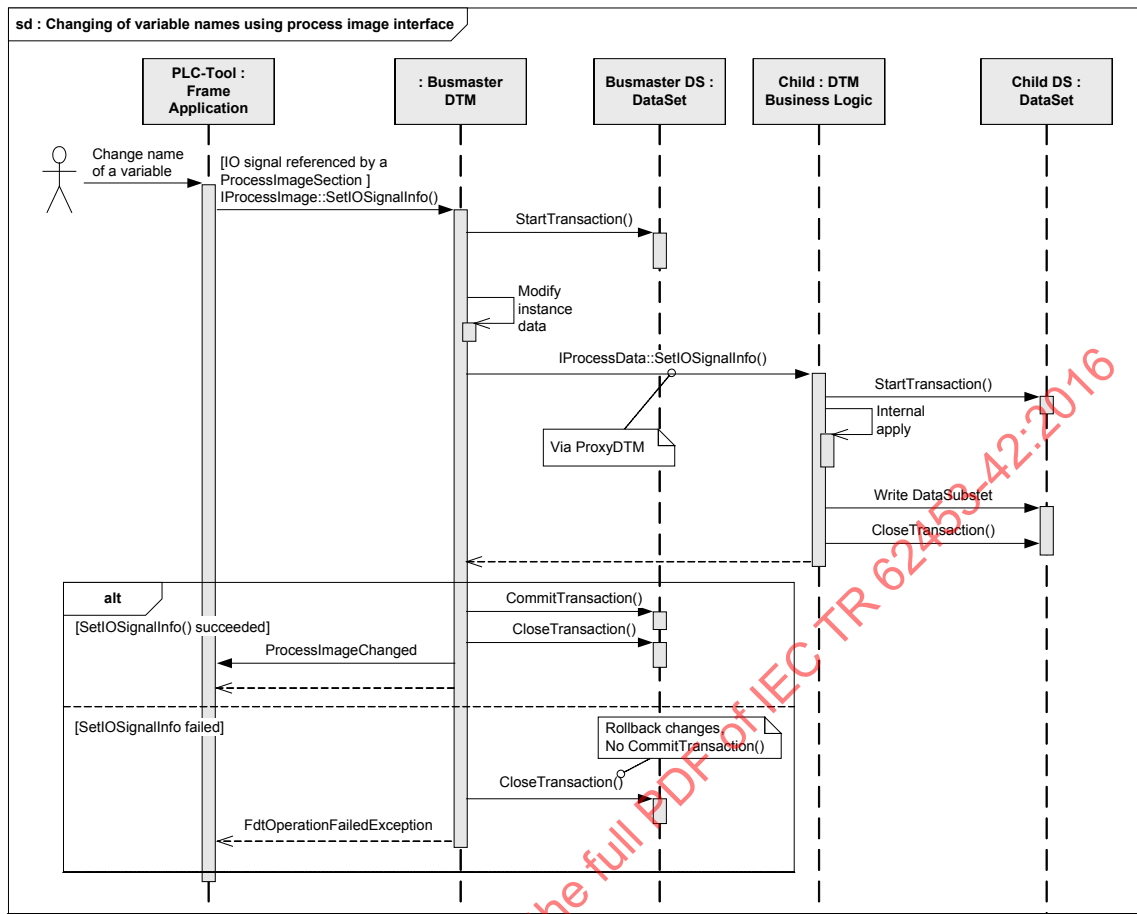 sd : Changing of variable names using process image interface
PLC-Tool :
Frame
Application
: Busmaster
DTM
Busmaster DS :
DataSet
Child : DTM
Business Logic
Child DS :
DataSet
Change name
of a variable
[IO signal referenced by a
ProcessImageSection ]
IProcessImage::SetIOSignalInfo()
StartTransaction()
Modify
instance
data
IProcessData::SetIOSignalInfo()
StartTransaction()
Internal
apply
Via ProxyDTM
Write DataSubstet
CloseTransaction()
alt
[SetIOSignalInfo() succeeded]
CommitTransaction()
CloseTransaction()
ProcessImageChanged
[SetIOSignalInfo failed]
Rollback changes,
No CommitTransaction()
CloseTransaction()
FdtOperationFailedException
he full PDF of IEC TR 62453-42:2016